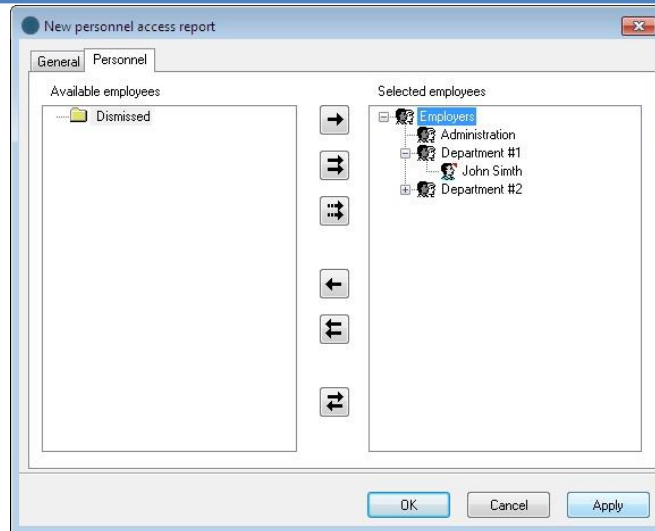 New personnel access report
General Personnel
Available employees
Selected employees
Dismissed
Employers
Administration
Department #1
John Simth
Department #2
OK Cancel Apply